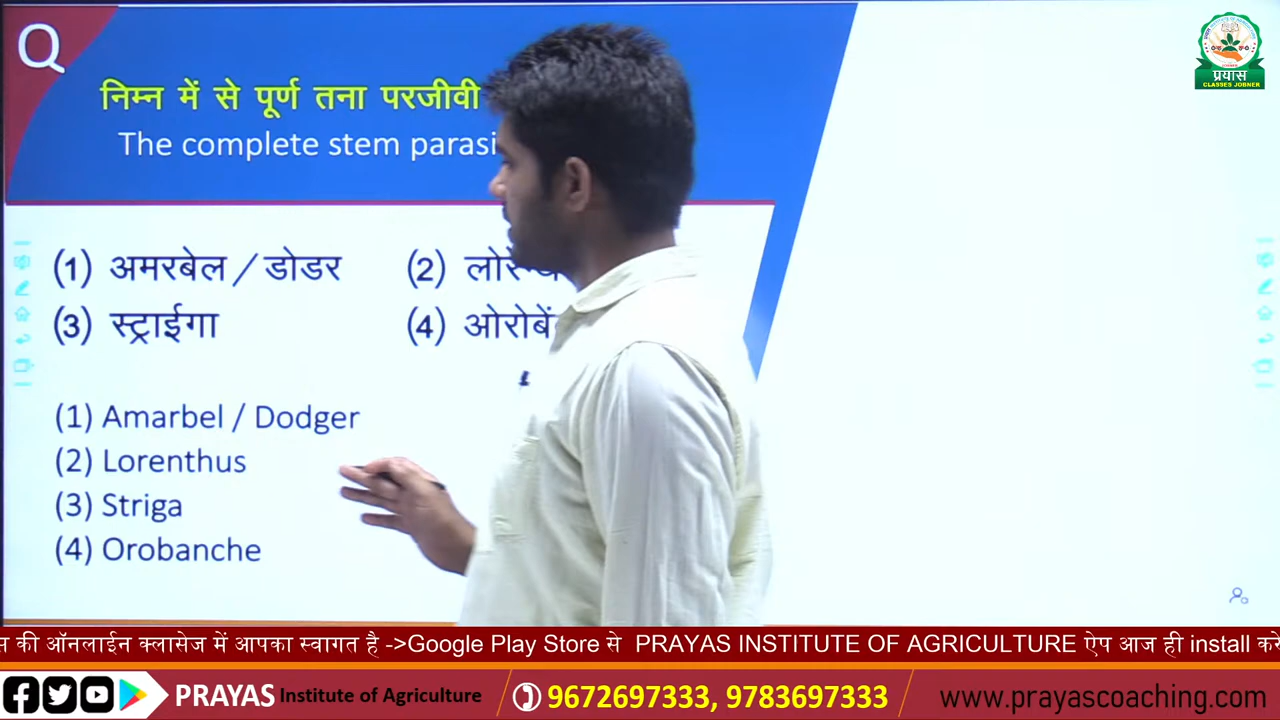 Q
निम्न में से पूर्ण तना परजीवी
The complete stem
(1) अमरबेल / डोडर (2)
(3) स्ट्राईगा (4)
(1) Amarbel / Dodger
(2) Lorenthus
(3) Striga
(4) Orobanche
प्रयास
CLASSES JOBNER
की ऑनलाईन क्लासेज में आपका स्वागत है ->Google Play Store से PRAYAS INSTITUTE OF AGRICULTURE ऐप आज ही install करे
PRAYAS Institute of Agriculture
9672697333, 9783697333
www.prayascoaching.com